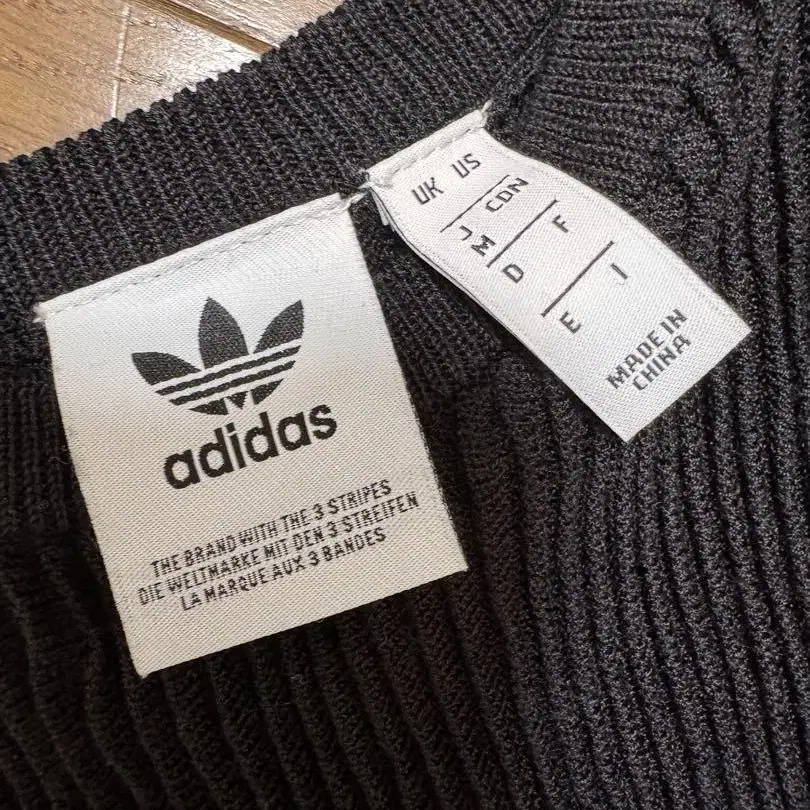 adidas
THE BRAND WITH THE 3 STRIPES
DIE WELTMARKE MIT DEN 3 STREIFEN
LA MARQUE AUX 3 BANDES
UK US
J CDN
M
D F
E I
MADE IN
CHINA